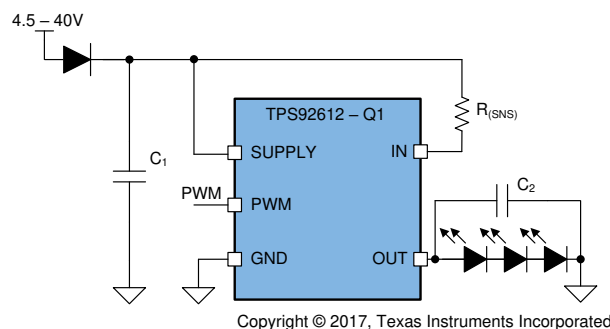 4.5 – 40V
TPS92612 – Q1
R(SNS)
SUPPLY
IN
C1
C2
PWM
PWM
GND
OUT
Copyright © 2017, Texas Instruments Incorporated